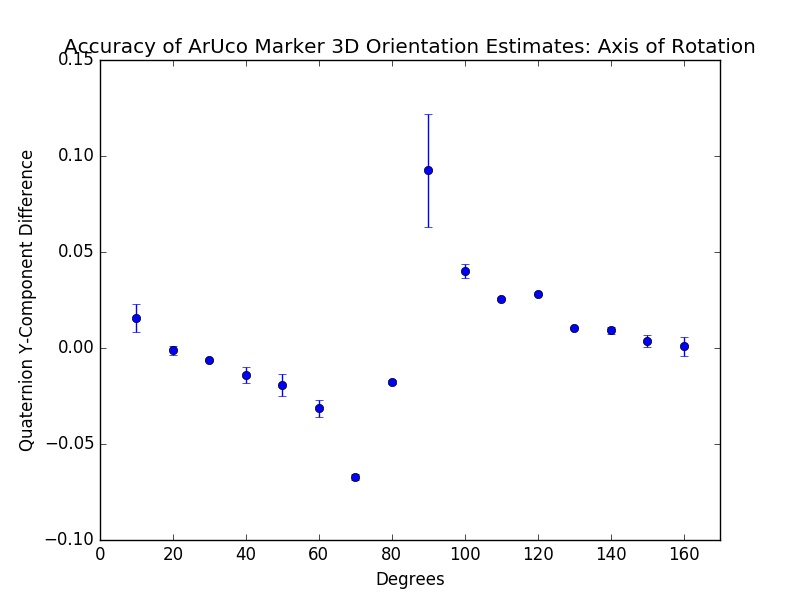 Accuracy of ArUco Marker 3D Orientation Estimates: Axis of Rotation
0.15
0.10
0.05
0.00
−0.05
−0.10
Quaternion Y-Component Difference
0 20 40 60 80 100 120 140 160
Degrees